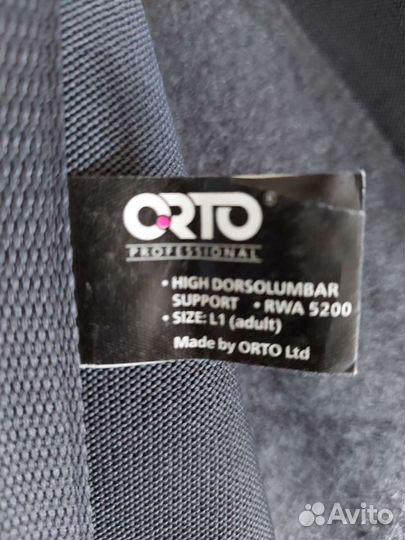 ORTO®
PROFESSIONAL
• HIGH DORSOLUMBAR
SUPPORT • RWA 5200
• SIZE: L1 (adult)
Made by ORTO Ltd
Avito